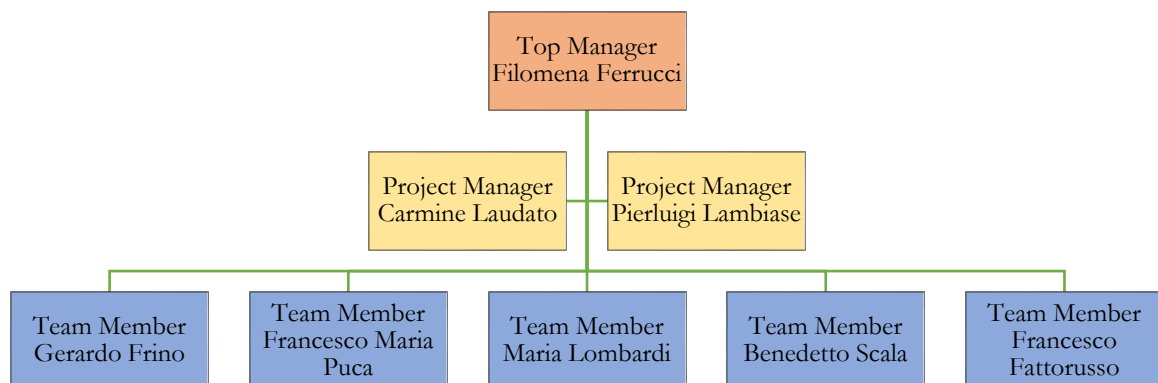 Top Manager
Filomena Ferrucci
Project Manager
Carmine Laudato
Project Manager
Pierluigi Lambiase
Team Member
Gerardo Frino
Team Member
Francesco Maria
Puca
Team Member
Maria Lombardi
Team Member
Benedetto Scala
Team Member
Francesco
Fattorusso